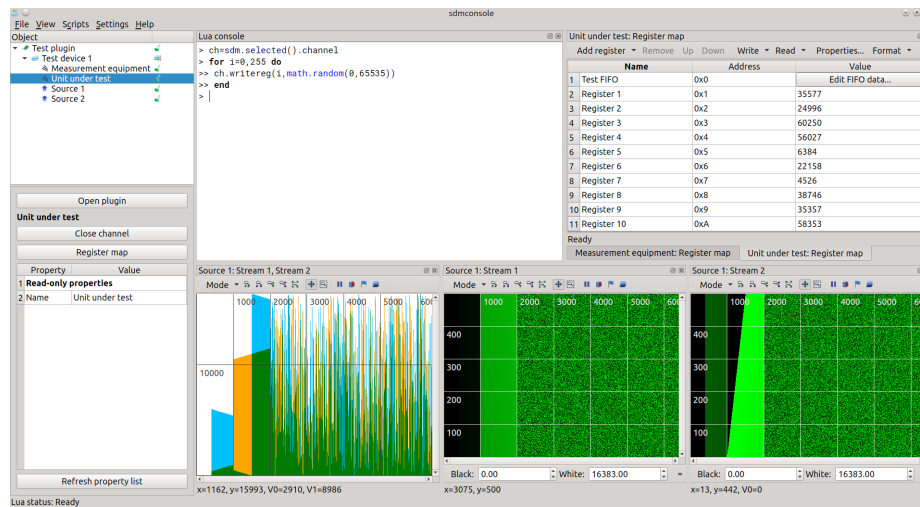 sdmconsole
File View Scripts Settings Help
Object
Test plugin
Test device 1
Measurement equipment
Unit under test
Source 1
Source 2
Open plugin
Unit under test
Close channel
Register map
Property Value
1 Read-only properties
2 Name Unit under test
Refresh property list
Lua status: Ready
Lua console
> ch=sdm.selected().channel
> for i=0,255 do
>> ch.writereg(i,math.random(0,65535))
>> end
>
Unit under test: Register map
Add register Remove Up Down Write Read Properties... Format
Name Address Value
1 Test FIFO 0x0 Edit FIFO data...
2 Register 1 0x1 35577
3 Register 2 0x2 24996
4 Register 3 0x3 60250
5 Register 4 0x4 56027
6 Register 5 0x5 6384
7 Register 6 0x6 22158
8 Register 7 0x7 4526
9 Register 8 0x8 38746
10 Register 9 0x9 35357
11 Register 10 0xA 58353
Ready
Measurement equipment: Register map Unit under test: Register map
Source 1: Stream 1, Stream 2
Mode
1000 2000 3000 4000 5000
10000
x=1162, y=15993, V0=2910, V1=8986
Source 1: Stream 1
Mode
1000 2000 3000 4000 5000
400
300
200
100
Black: 0.00 White: 16383.00 »
x=3075, y=500
Source 1: Stream 2
Mode
1000 2000 3000 4000 5000
400
300
200
100
Black: 0.00 White: 16383.00
x=13, y=442, V0=0